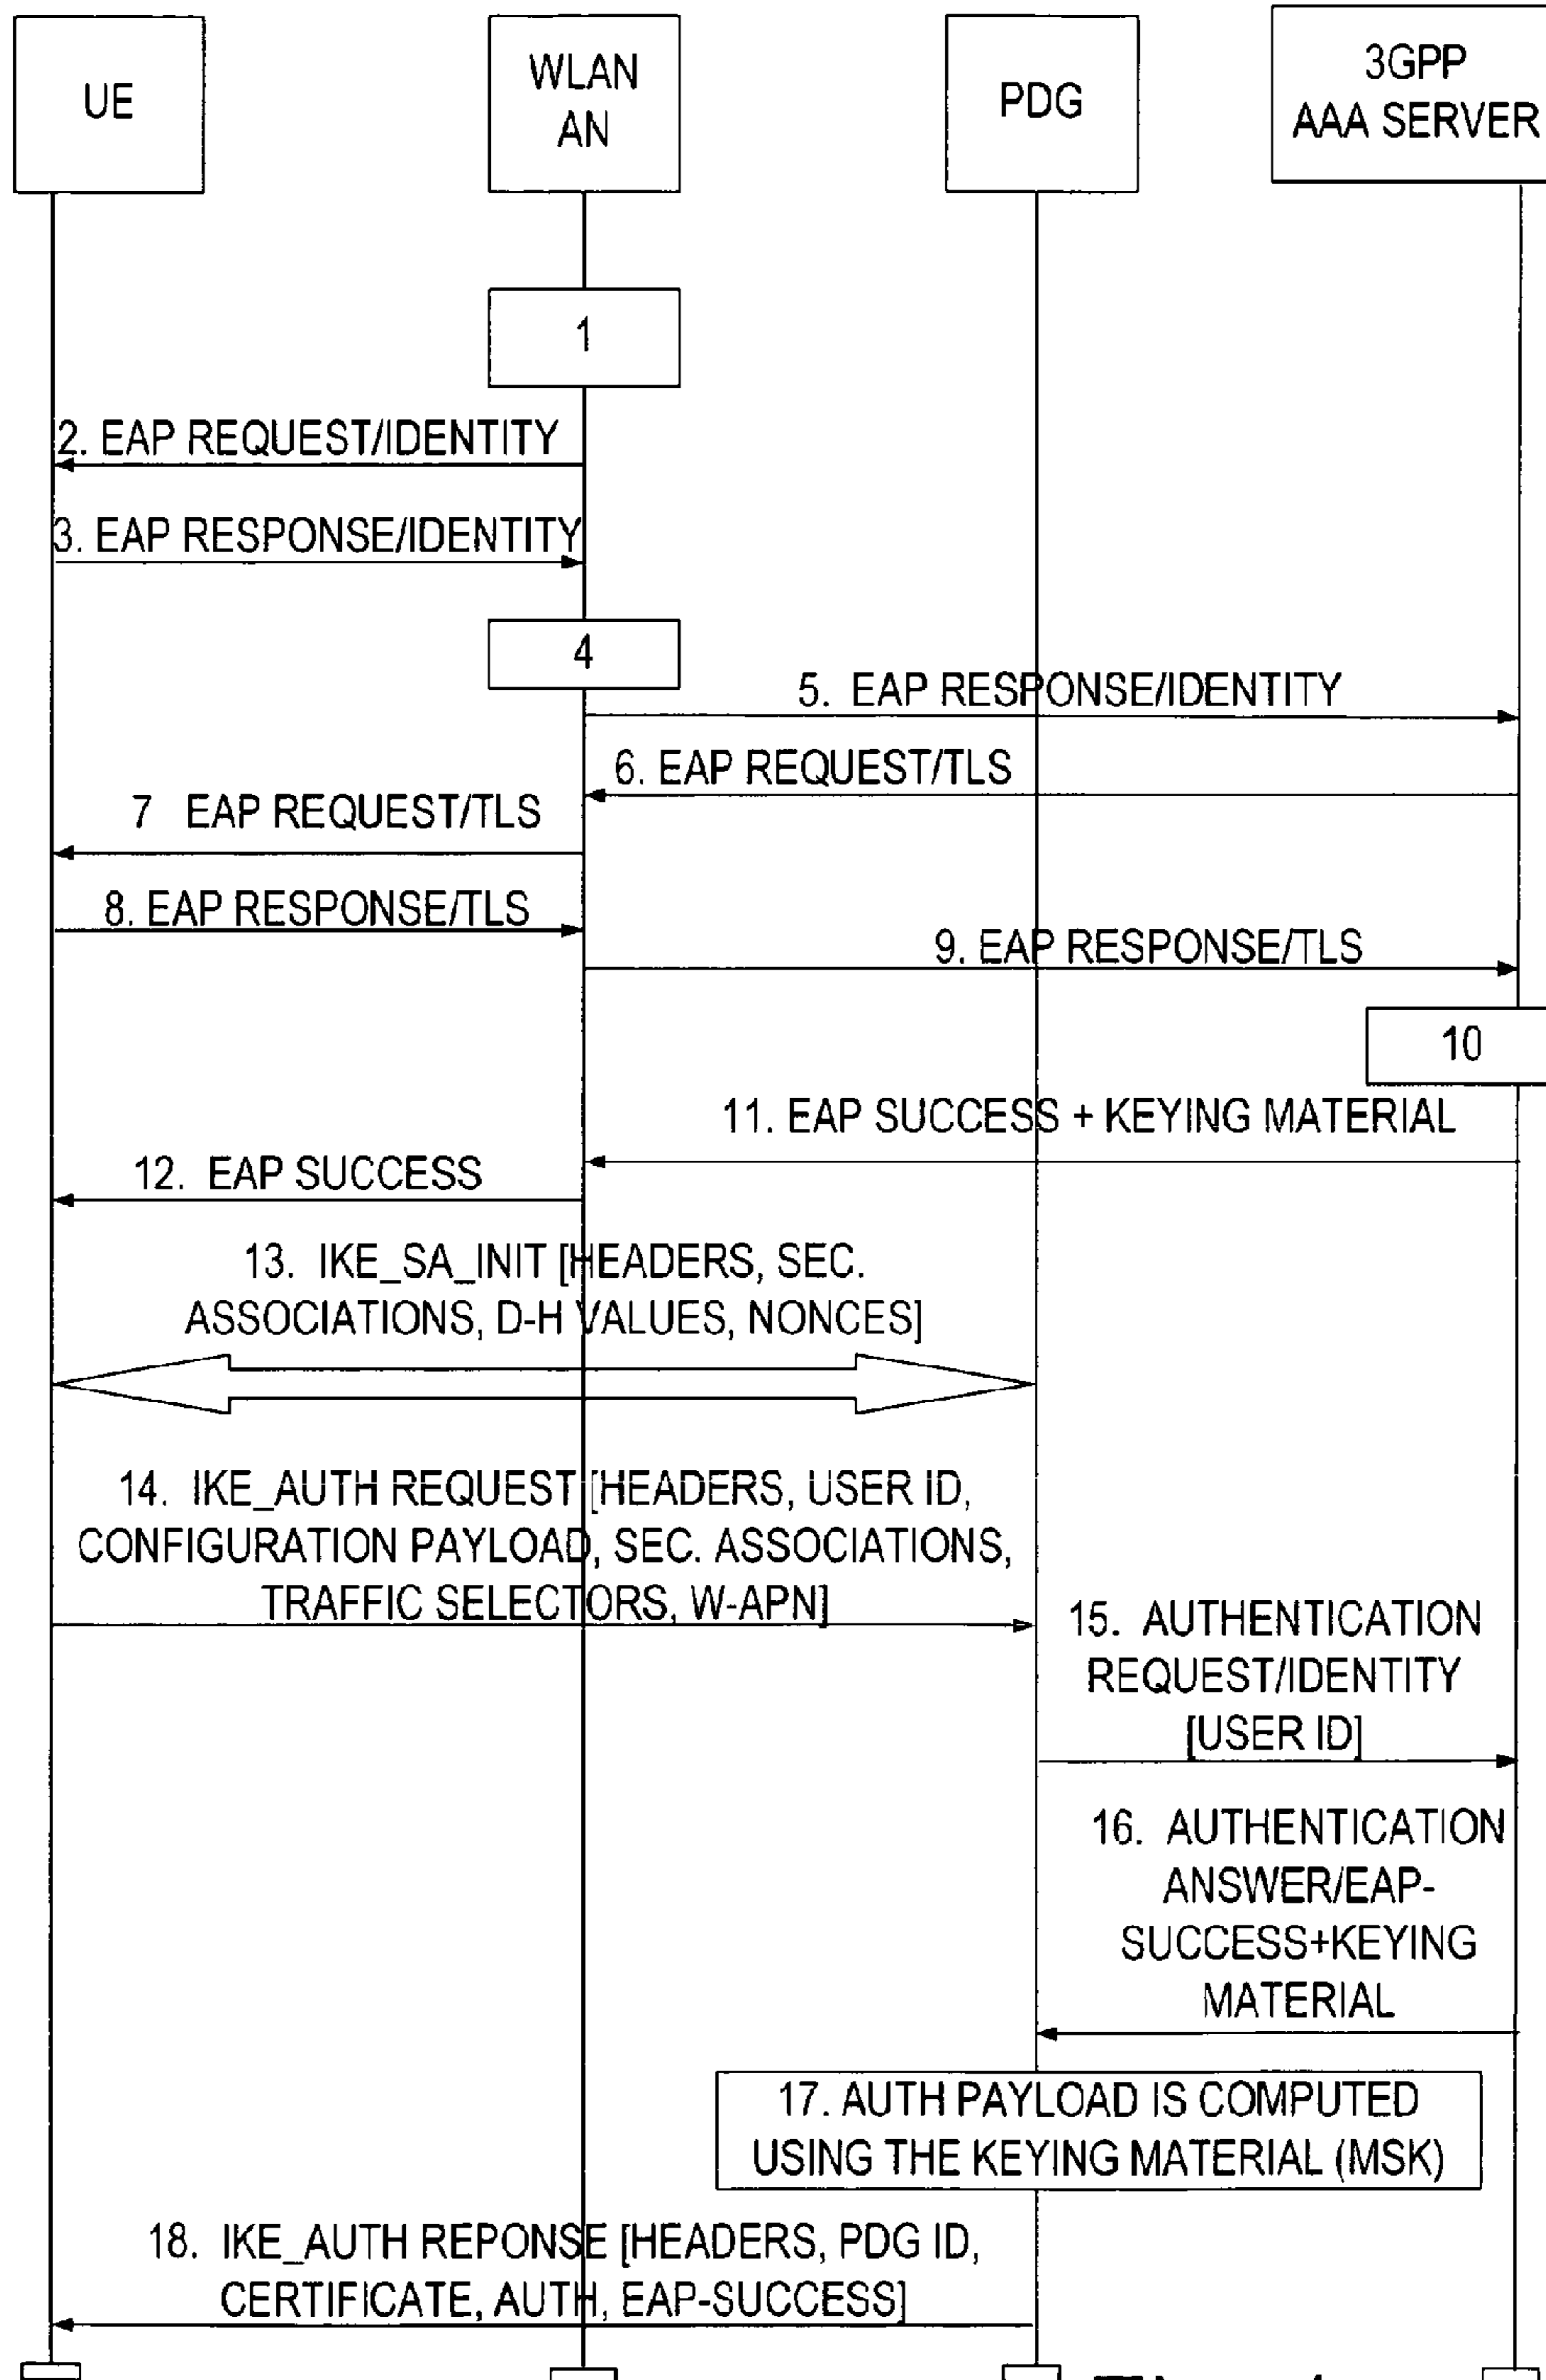 UE
WLAN
AN
PDG
3GPP
AAA SERVER
1
2. EAP REQUEST/IDENTITY
3. EAP RESPONSE/IDENTITY
4
5. EAP RESPONSE/IDENTITY
6. EAP REQUEST/TLS
7 EAP REQUEST/TLS
8. EAP RESPONSE/TLS
9. EAP RESPONSE/TLS
10
11. EAP SUCCESS + KEYING MATERIAL
12. EAP SUCCESS
13. IKE_SA_INIT [HEADERS, SEC.
ASSOCIATIONS, D-H VALUES, NONCES]
14. IKE_AUTH REQUEST [HEADERS, USER ID,
CONFIGURATION PAYLOAD, SEC. ASSOCIATIONS,
TRAFFIC SELECTORS, W-APN]
15. AUTHENTICATION
REQUEST/IDENTITY
[USER ID]
16. AUTHENTICATION
ANSWER/EAP-
SUCCESS+KEYING
MATERIAL
17. AUTH PAYLOAD IS COMPUTED
USING THE KEYING MATERIAL (MSK)
18. IKE_AUTH REPONSE [HEADERS, PDG ID,
CERTIFICATE, AUTH, EAP-SUCCESS]